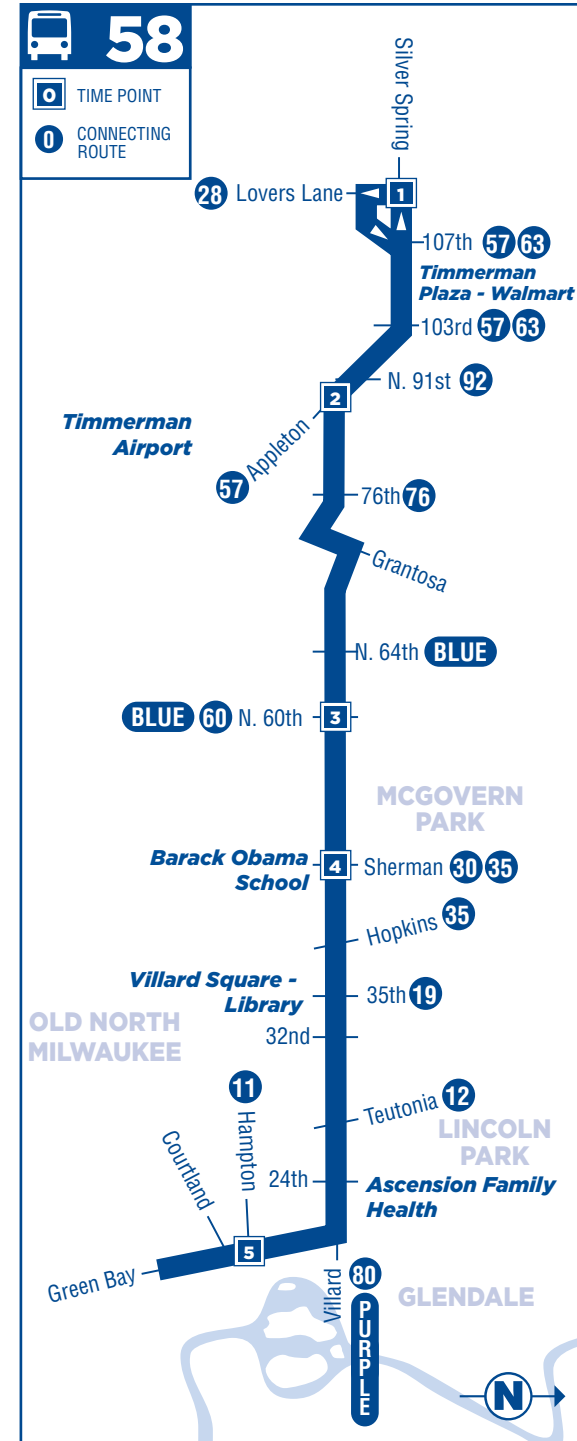 58
0 TIME POINT
0 CONNECTING
ROUTE
Silver Spring
28 Lovers Lane
1
107th 57 63
Timmerman
Plaza - Walmart
103rd 57 63
N. 91st 92
2
Timmerman
Airport
57 Appleton
76th 76
Grantosa
N. 64th BLUE
BLUE 60 N. 60th
3
MCGOVERN
PARK
Barack Obama
School
4
Sherman 30 35
Hopkins 35
Villard Square -
Library
35th 19
OLD NORTH
MILWAUKEE
32nd
11
Hampton
Teutonia 12
LINCOLN
PARK
Courtland
24th
Ascension Family
Health
5
Green Bay
Villard
80
PURPLE
GLENDALE
N